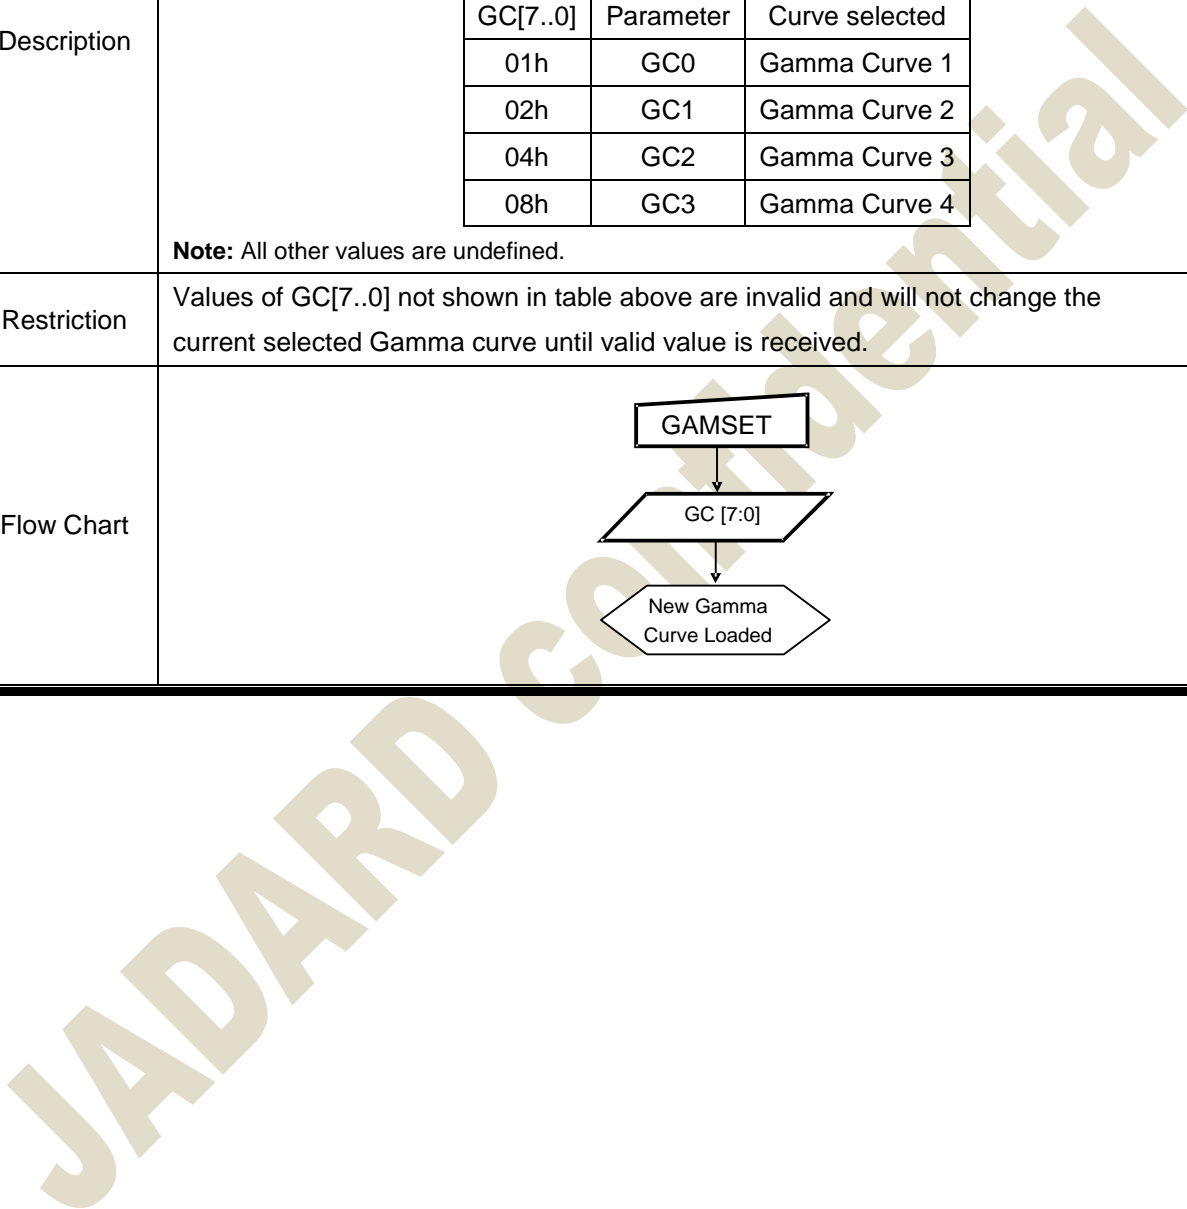 GC[7..0] Parameter Curve selected
Description
01h GC0 Gamma Curve 1
02h GC1 Gamma Curve 2
04h GC2 Gamma Curve 3
08h GC3 Gamma Curve 4
Note: All other values are undefined.
Restriction
Values of GC[7..0] not shown in table above are invalid and will not change the
current selected Gamma curve until valid value is received.
Flow Chart
GAMSET
GC [7:0]
New Gamma
Curve Loaded
JADARD confidential